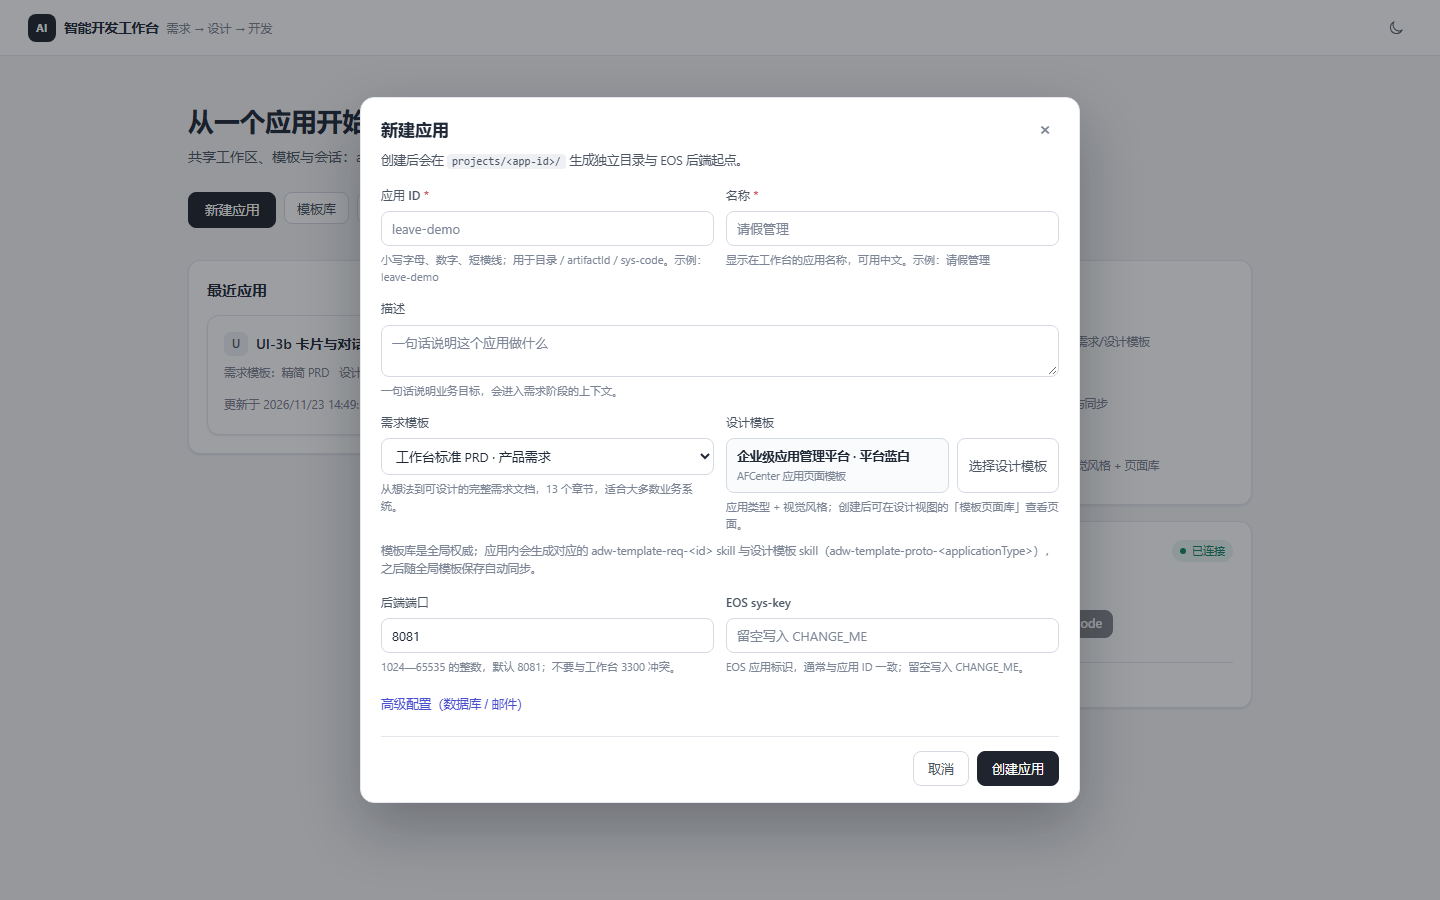 AI 智能开发工作台 需求 → 设计 → 开发
从一个应用开始
共享工作区、模板与会话：
新建应用 模板库
最近应用
U UI-3b 卡片与对话
需求模板：精简 PRD 设计
更新于 2026/11/23 14:49:
需求/设计模板
与同步
觉风格 + 页面库
已连接
ode
新建应用
×
创建后会在 projects/<app-id>/ 生成独立目录与 EOS 后端起点。
应用 ID *
leave-demo
小写字母、数字、短横线；用于目录 / artifactId / sys-code。示例：
leave-demo
名称 *
请假管理
显示在工作台的应用名称，可用中文。示例：请假管理
描述
一句话说明这个应用做什么
一句话说明业务目标，会进入需求阶段的上下文。
需求模板
工作台标准 PRD · 产品需求
从想法到可设计的完整需求文档，13 个章节，适合大多数业务系
统。
设计模板
企业级应用管理平台 · 平台蓝白
AFCenter 应用页面模板
选择设计模板
应用类型 + 视觉风格；创建后可在设计视图的「模板页面库」查看页
面。
模板库是全局权威；应用内会生成对应的 adw-template-req-<id> skill 与设计模板 skill（adw-template-proto-<applicationType>），
之后随全局模板保存自动同步。
后端端口
8081
1024—65535 的整数，默认 8081；不要与工作台 3300 冲突。
EOS sys-key
留空写入 CHANGE_ME
EOS 应用标识，通常与应用 ID 一致；留空写入 CHANGE_ME。
高级配置（数据库 / 邮件）
取消 创建应用